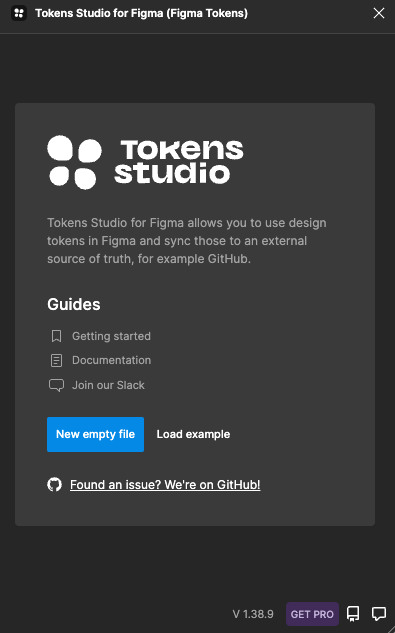 Tokens Studio for Figma (Figma Tokens)
Tokens
studio
Tokens Studio for Figma allows you to use design
tokens in Figma and sync those to an external
source of truth, for example GitHub.
Guides
Getting started
Documentation
Join our Slack
New empty file Load example
Found an issue? We're on GitHub!
V 1.38.9 GET PRO